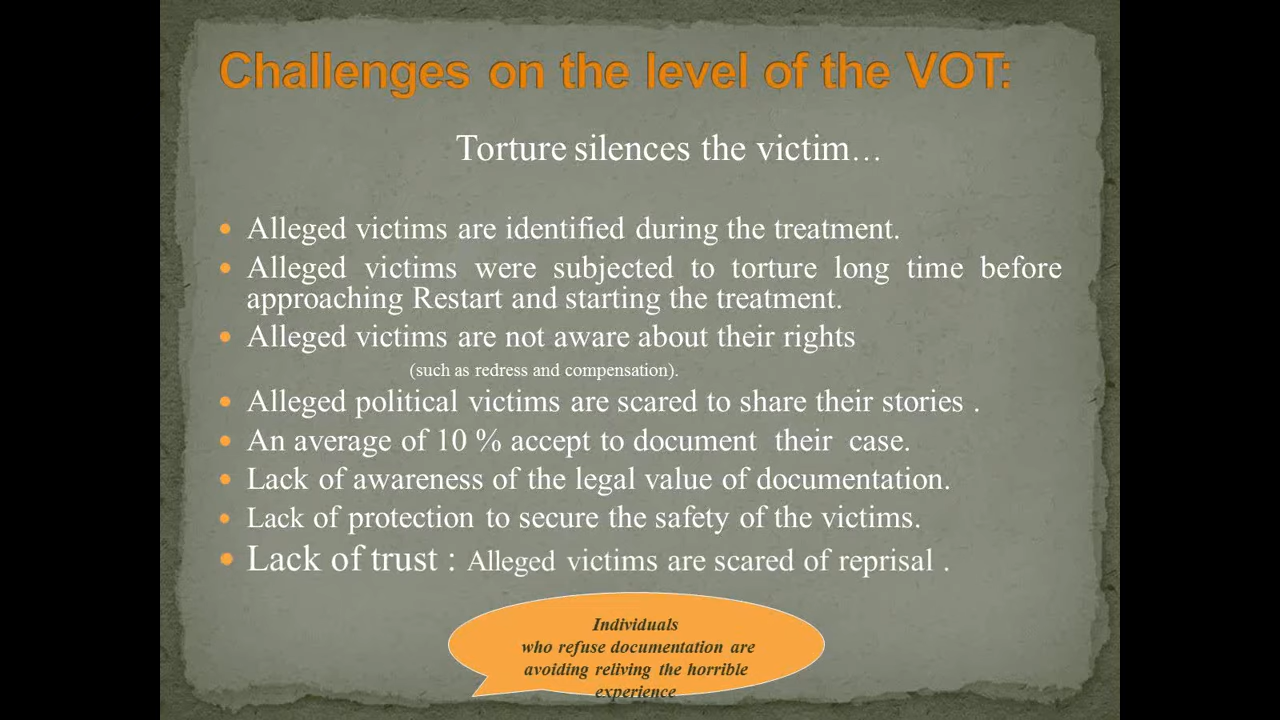 Challenges on the level of the VOT:
Torture silences the victim…
• Alleged victims are identified during the treatment.
• Alleged victims were subjected to torture long time before
approaching Restart and starting the treatment.
• Alleged victims are not aware about their rights
(such as redress and compensation).
• Alleged political victims are scared to share their stories .
• An average of 10 % accept to document their case.
• Lack of awareness of the legal value of documentation.
• Lack of protection to secure the safety of the victims.
• Lack of trust : Alleged victims are scared of reprisal .
Individuals
who refuse documentation are
avoiding reliving the horrible
experience